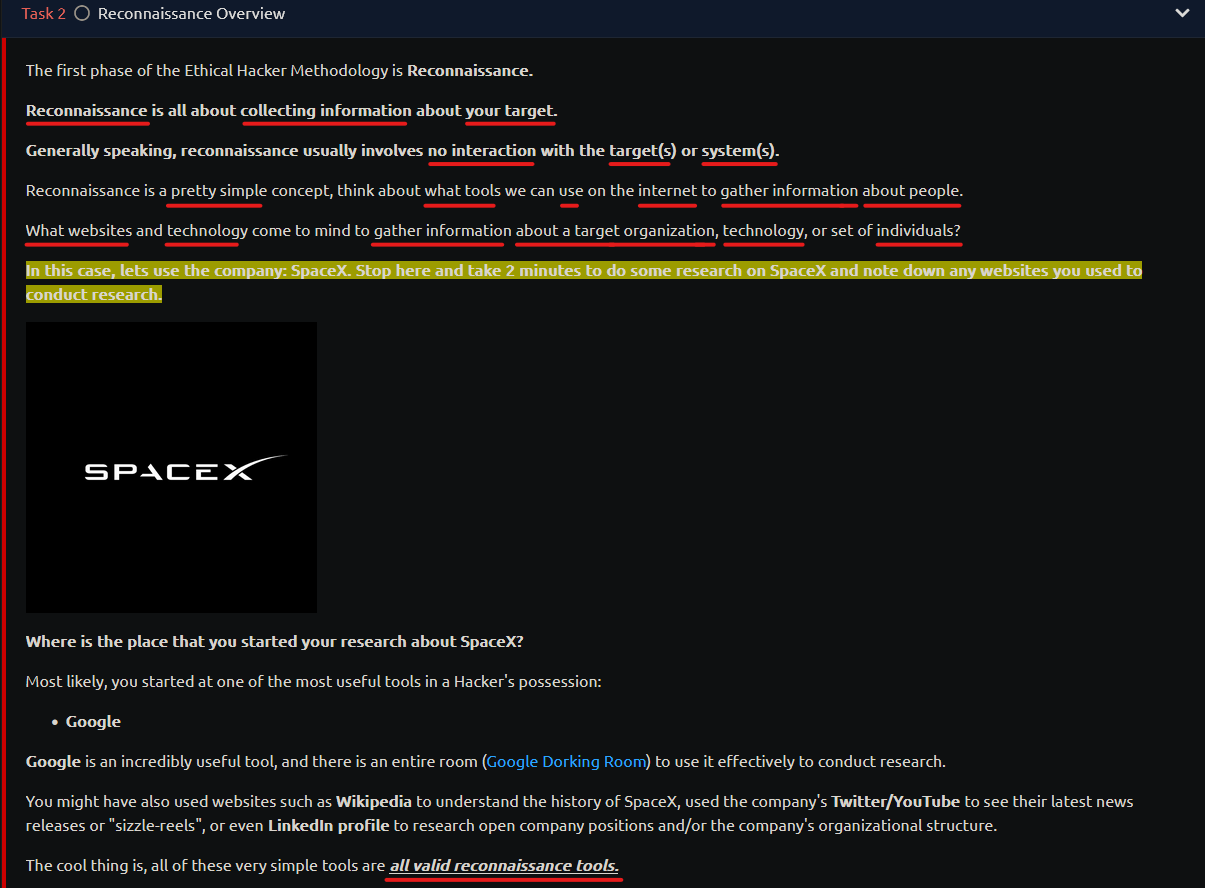 Task 2 Reconnaissance Overview
The first phase of the Ethical Hacker Methodology is Reconnaissance.
Reconnaissance is all about collecting information about your target.
Generally speaking, reconnaissance usually involves no interaction with the target(s) or system(s).
Reconnaissance is a pretty simple concept, think about what tools we can use on the internet to gather information about people.
What websites and technology come to mind to gather information about a target organization, technology, or set of individuals?
In this case, lets use the company: SpaceX. Stop here and take 2 minutes to do some research on SpaceX and note down any websites you used to
conduct research.
SPACEX
Where is the place that you started your research about SpaceX?
Most likely, you started at one of the most useful tools in a Hacker's possession:
• Google
Google is an incredibly useful tool, and there is an entire room (Google Dorking Room) to use it effectively to conduct research.
You might have also used websites such as Wikipedia to understand the history of SpaceX, used the company's Twitter/YouTube to see their latest news
releases or "sizzle-reels", or even LinkedIn profile to research open company positions and/or the company's organizational structure.
The cool thing is, all of these very simple tools are all valid reconnaissance tools.